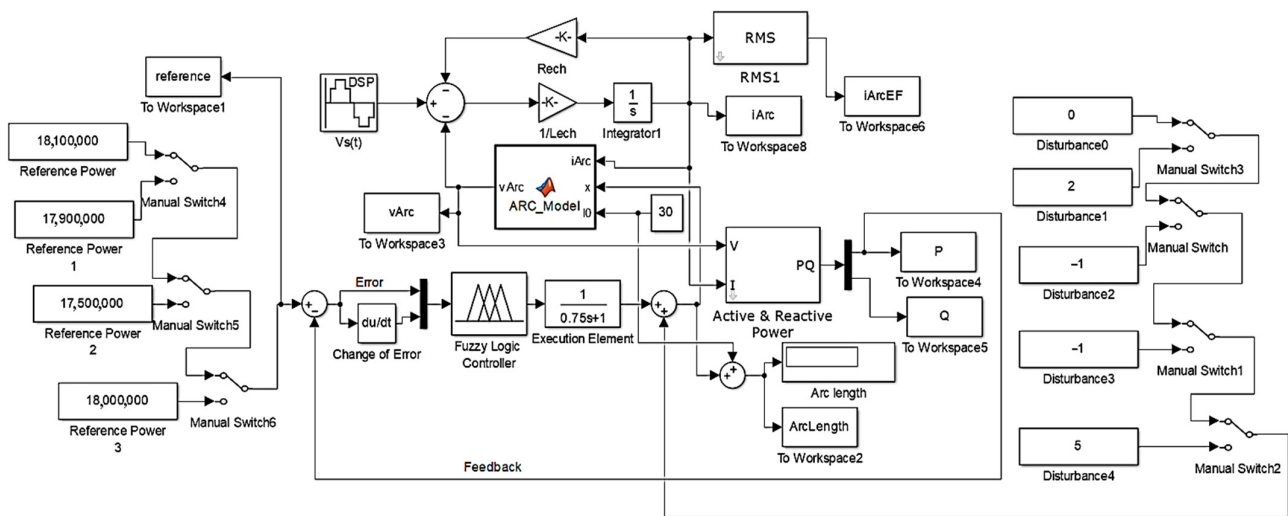 reference
To Workspace1
18,100,000
Reference Power
Manual Switch4
17,900,000
Reference Power
1
17,500,000
Reference Power
2
Manual Switch5
18,000,000
Reference Power
3
Manual Switch6
DSP
Vs(t)
+
−
−
-K-
Rech
-K-
1/Lech
1
s
Integrator1
RMS
RMS1
iArcEF
To Workspace6
iArc
To Workspace8
vArc
iArc
x
l0
ARC_Model
30
vArc
To Workspace3
V
I
PQ
Active & Reactive
Power
P
To Workspace4
Q
To Workspace5
+
−
Error
du/dt
Change of Error
Fuzzy Logic
Controller
1
0.75s+1
Execution Element
+
+
+
+
Arc length
ArcLength
To Workspace2
Feedback
0
Disturbance0
Manual Switch3
2
Disturbance1
Manual Switch
−1
Disturbance2
−1
Disturbance3
Manual Switch1
5
Disturbance4
Manual Switch2